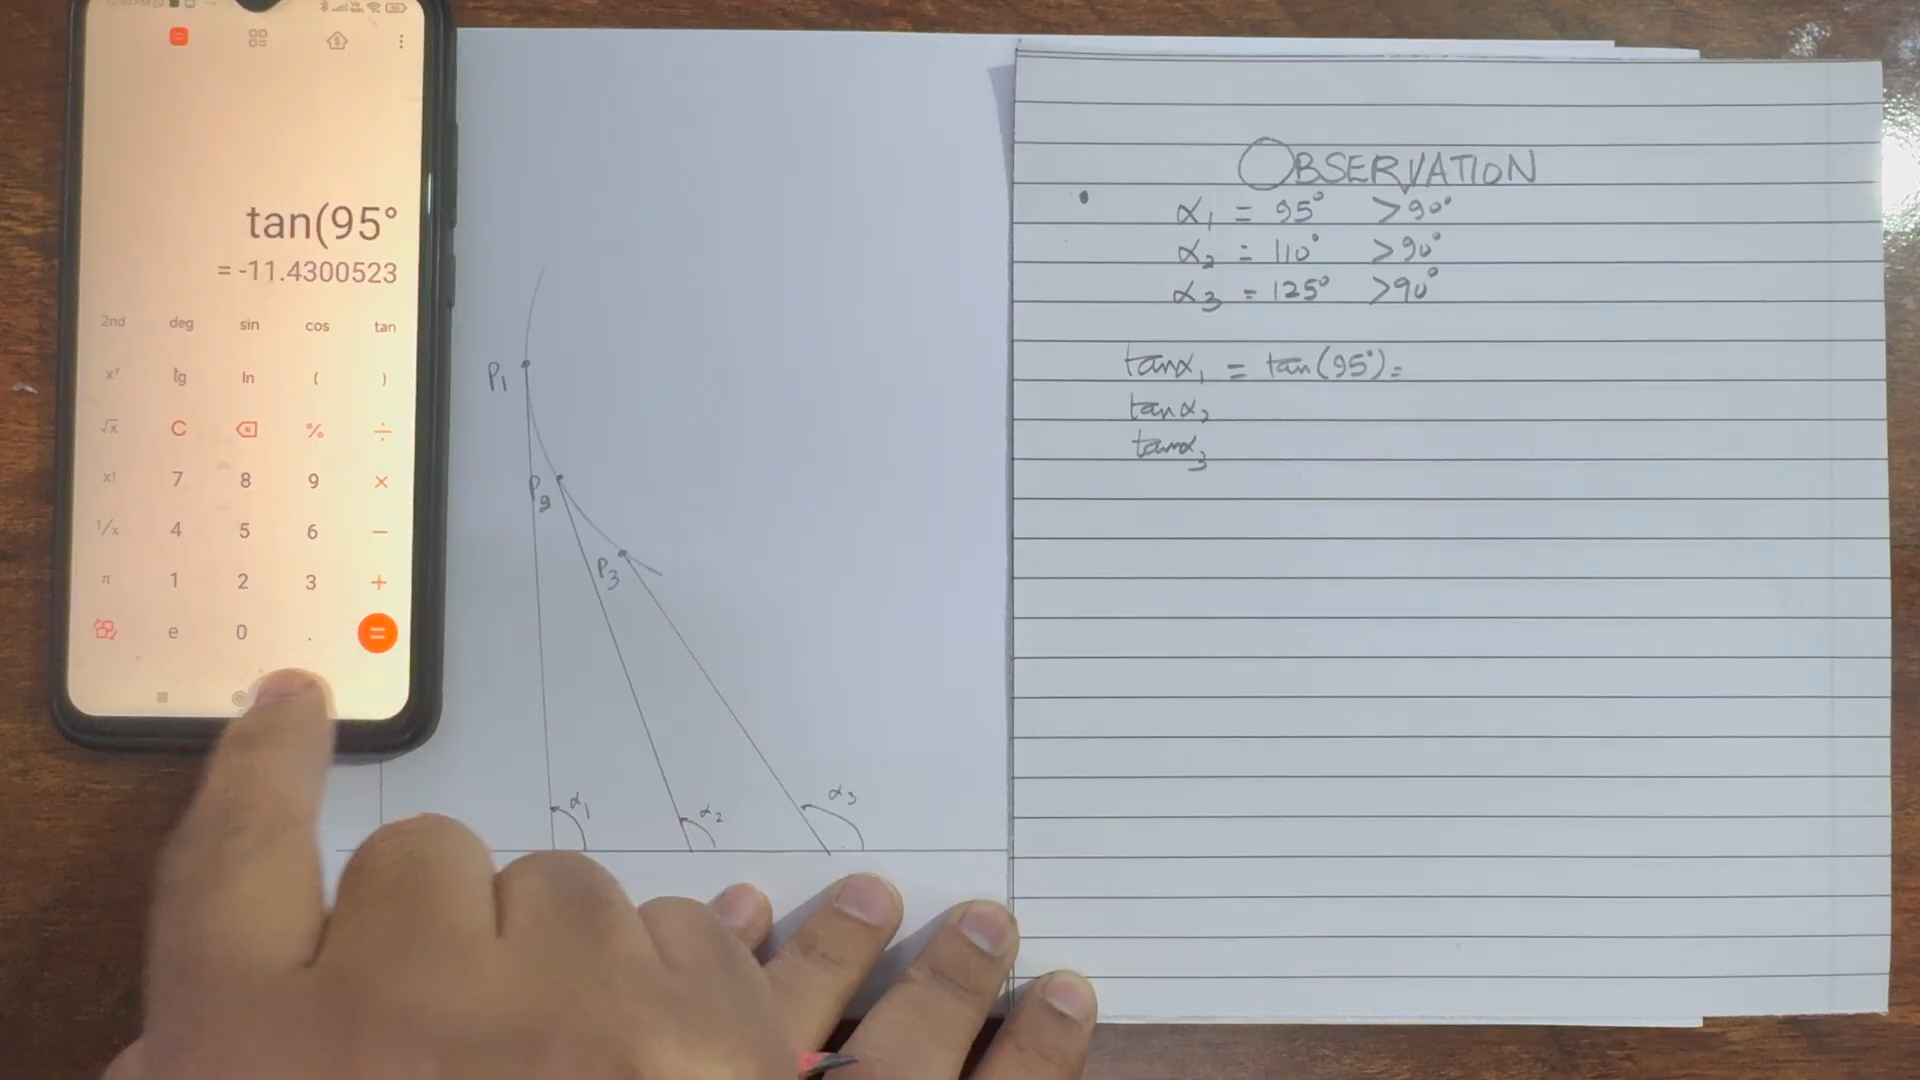 tan(95°
= -11.4300523
2nd deg sin cos tan
lg ln ( )
√x C % ÷
x! 7 8 9 ×
1/x 4 5 6 −
π 1 2 3 +
e 0 . =
P1
P2
P3
α1
α2
α3
OBSERVATION
α1 = 95° >90°
α2 = 110° >90°
α3 = 125° >90°
tanα1 = tan(95°) =
tanα2
tanα3